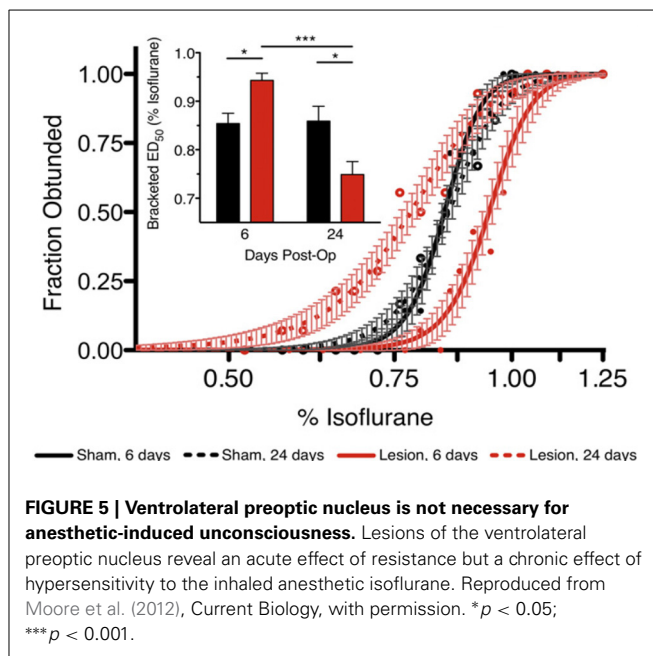 ***
*
*
1.00
0.95
0.85
0.75
0.7
Bracketed ED50 (% Isoflurane)
6
24
Days Post-Op
1.00
0.75
0.50
0.25
0.00
Fraction Obtunded
0.50
0.75
1.00
1.25
% Isoflurane
Sham, 6 days
Sham, 24 days
Lesion, 6 days
Lesion, 24 days
FIGURE 5 | Ventrolateral preoptic nucleus is not necessary for
anesthetic-induced unconsciousness. Lesions of the ventrolateral
preoptic nucleus reveal an acute effect of resistance but a chronic effect of
hypersensitivity to the inhaled anesthetic isoflurane. Reproduced from
Moore et al. (2012), Current Biology, with permission. *p < 0.05;
***p < 0.001.